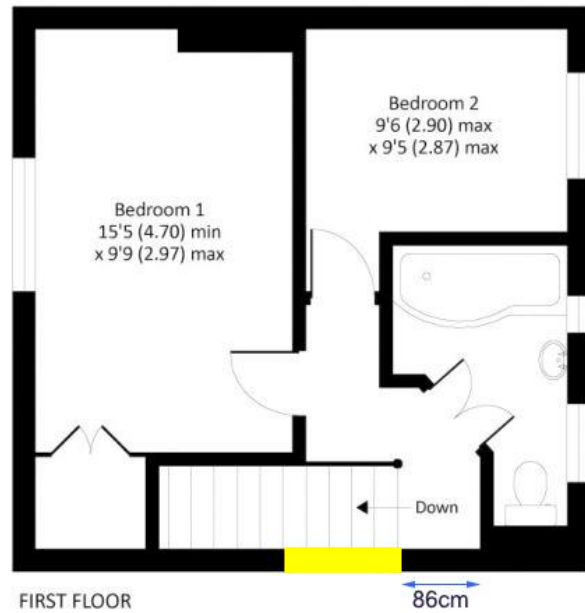 Bedroom 2
9'6 (2.90) max
x 9'5 (2.87) max
Bedroom 1
15'5 (4.70) min
x 9'9 (2.97) max
Down
FIRST FLOOR
86cm